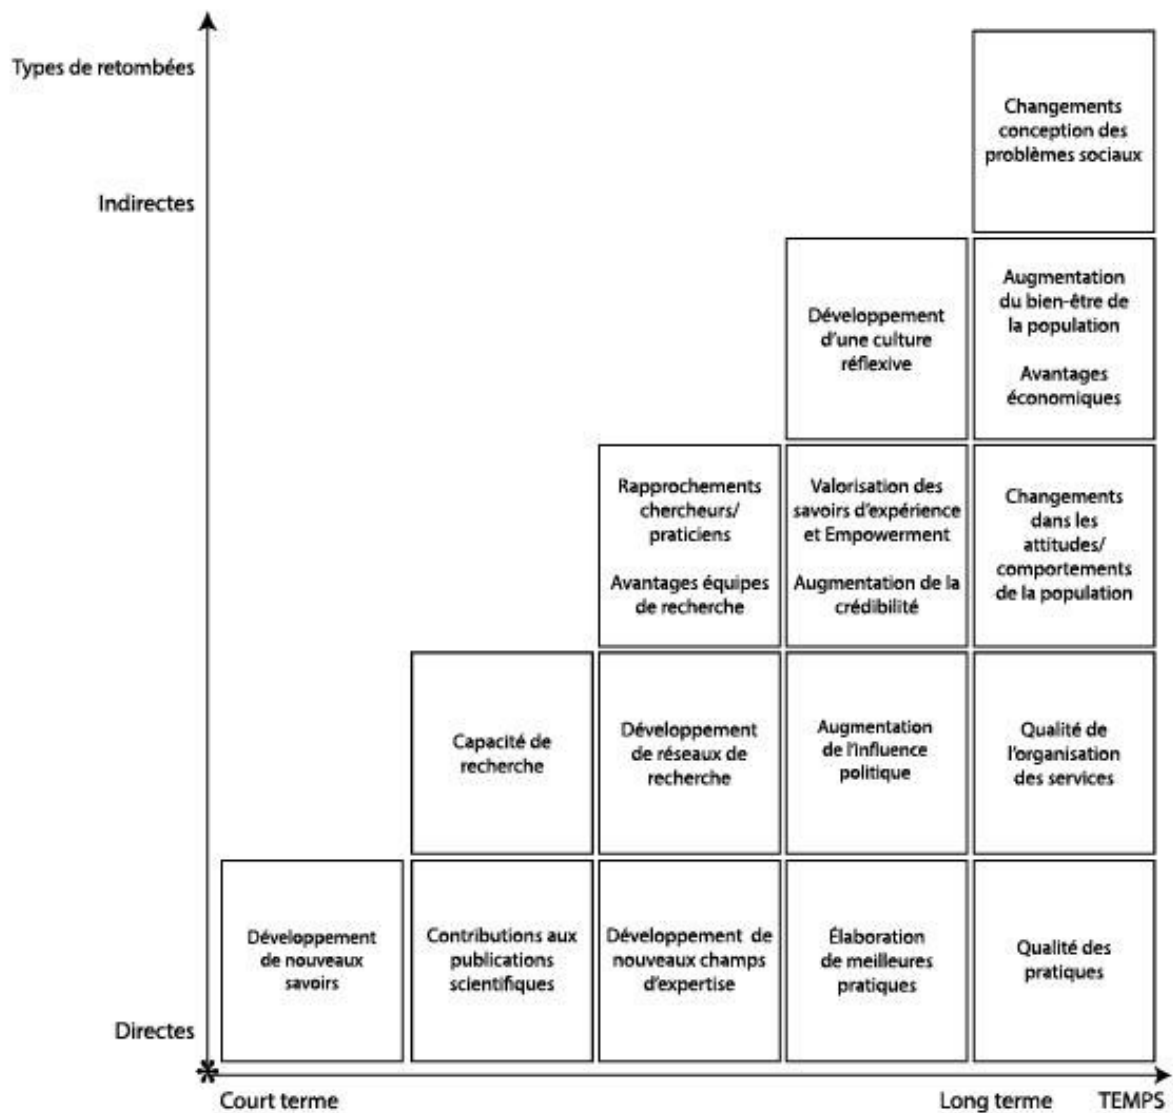 Types de retombées
Changements
conception des
problèmes sociaux
Indirectes
Développement
d'une culture
réflexive
Augmentation
du bien-être de
la population
Avantages
économiques
Rapprochements
chercheurs/
praticiens
Avantages équipes
de recherche
Valorisation des
savoirs d'expérience
et Empowerment
Augmentation de la
crédibilité
Changements
dans les
attitudes/
comportements
de la population
Capacité de
recherche
Développement
de réseaux de
recherche
Augmentation
de l'influence
politique
Qualité de
l'organisation
des services
Développement
de nouveaux
savoirs
Contributions aux
publications
scientifiques
Développement de
nouveaux champs
d'expertise
Élaboration
de meilleures
pratiques
Qualité des
pratiques
Directes
*
Court terme
Long terme
TEMPS